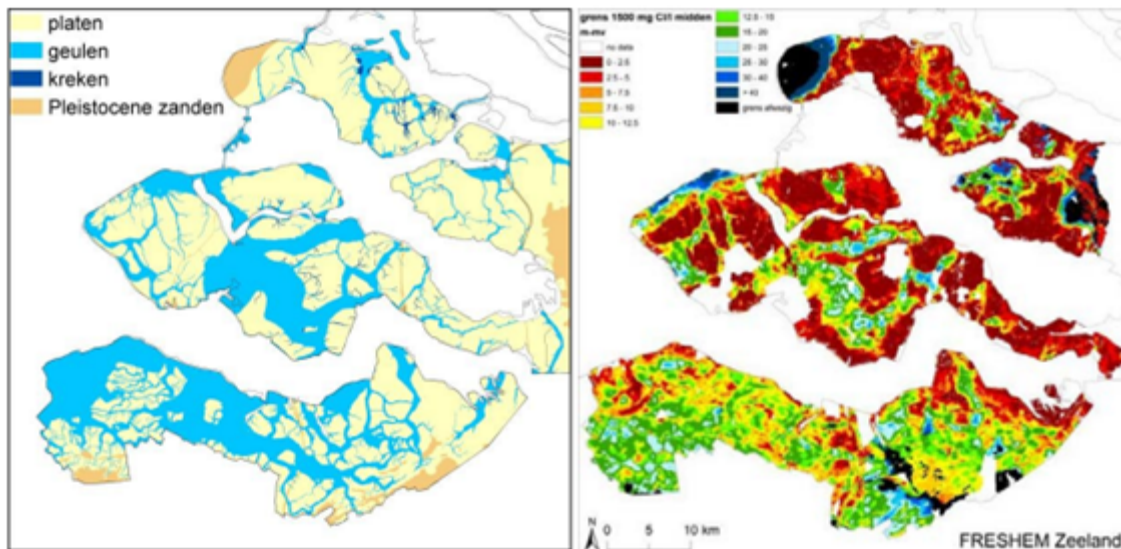 platen
geulen
kreken
Pleistocene zanden
grens 1500 mg Cl/l midden
m-mv
no data
0 - 2.5
2.5 - 5
5 - 7.5
7.5 - 10
10 - 12.5
12.5 - 15
15 - 20
20 - 25
25 - 30
30 - 40
> 40
grens afwezig
N
0 5 10 km
FRESHEM Zeeland